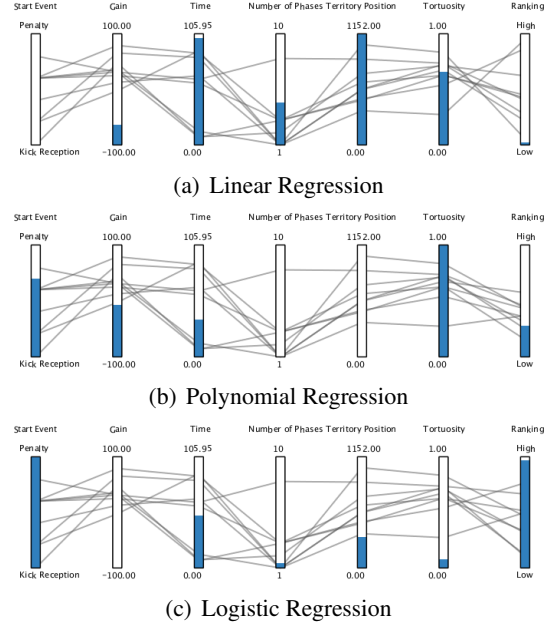 Start Event Gain Time Number of Phases Territory Position Tortuosity Ranking
Penalty 100.00 105.95 10 1152.00 1.00 High
Kick Reception -100.00 0.00 1 0.00 0.00 Low
(a) Linear Regression
Start Event Gain Time Number of Phases Territory Position Tortuosity Ranking
Penalty 100.00 105.95 10 1152.00 1.00 High
Kick Reception -100.00 0.00 1 0.00 0.00 Low
(b) Polynomial Regression
Start Event Gain Time Number of Phases Territory Position Tortuosity Ranking
Penalty 100.00 105.95 10 1152.00 1.00 High
Kick Reception -100.00 0.00 1 0.00 0.00 Low
(c) Logistic Regression